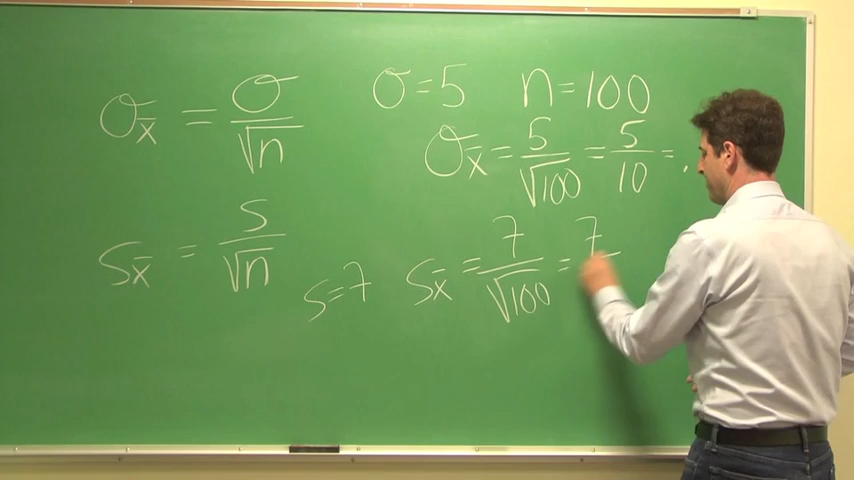 σx̅ = σ/√n
σ=5 n=100
σx̅ = 5/√100 = 5/10 = .
sx̅ = s/√n
s=7 sx̅ = 7/√100 = 7